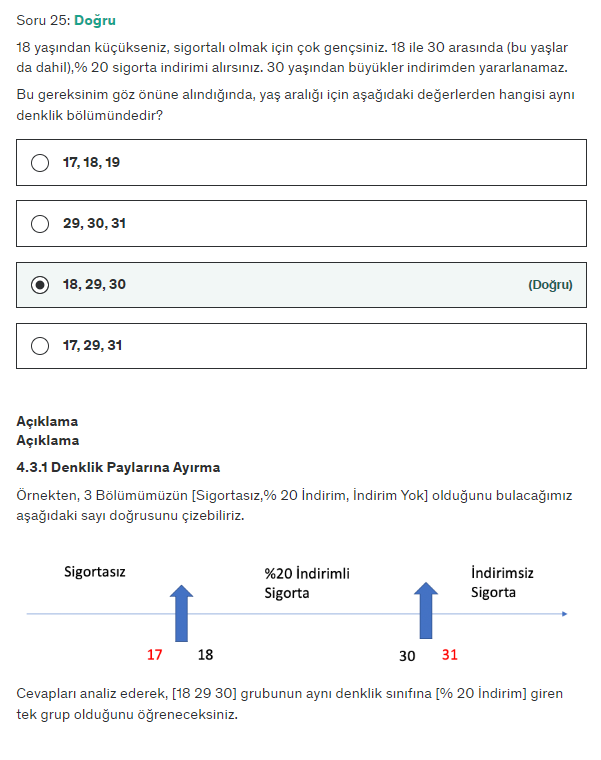 Soru 25: Doğru
18 yaşından küçükseniz, sigortalı olmak için çok gençsiniz. 18 ile 30 arasında (bu yaşlar
da dahil),% 20 sigorta indirimi alırsınız. 30 yaşından büyükler indirimden yararlanamaz.
Bu gereksinim göz önüne alındığında, yaş aralığı için aşağıdaki değerlerden hangisi aynı
denklik bölümündedir?
17, 18, 19
29, 30, 31
18, 29, 30 (Doğru)
17, 29, 31
Açıklama
Açıklama
4.3.1 Denklik Paylarına Ayırma
Örnekten, 3 Bölümümüzün [Sigortasız,% 20 İndirim, İndirim Yok] olduğunu bulacağımız
aşağıdaki sayı doğrusunu çizebiliriz.
Sigortasız %20 İndirimli İndirimsiz
Sigorta Sigorta
17 18 30 31
Cevapları analiz ederek, [18 29 30] grubunun aynı denklik sınıfına [% 20 İndirim] giren
tek grup olduğunu öğreneceksiniz.